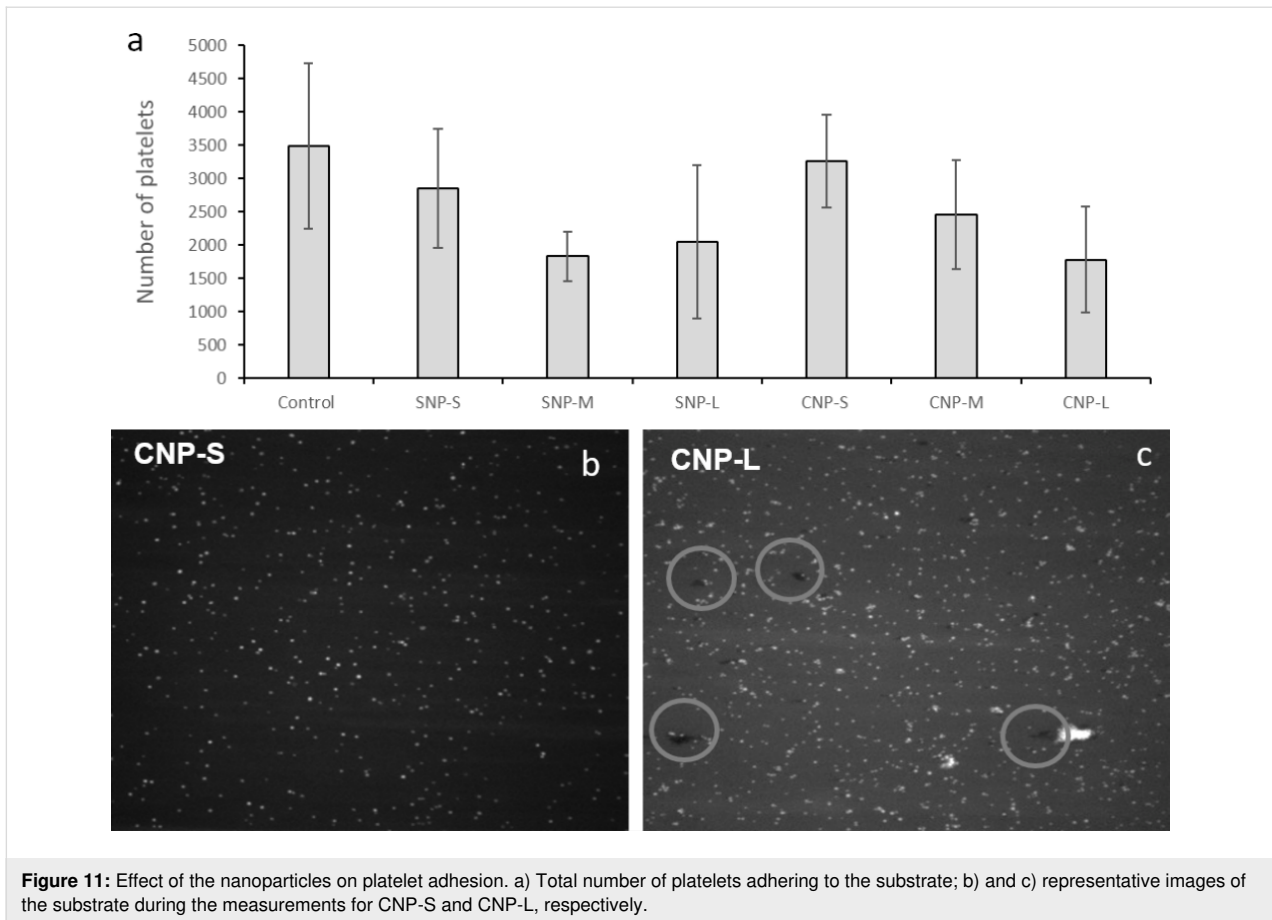 a
Number of platelets
5000
4500
4000
3500
3000
2500
2000
1500
1000
500
0
Control SNP-S SNP-M SNP-L CNP-S CNP-M CNP-L
CNP-S b
CNP-L c
Figure 11: Effect of the nanoparticles on platelet adhesion. a) Total number of platelets adhering to the substrate; b) and c) representative images of
the substrate during the measurements for CNP-S and CNP-L, respectively.